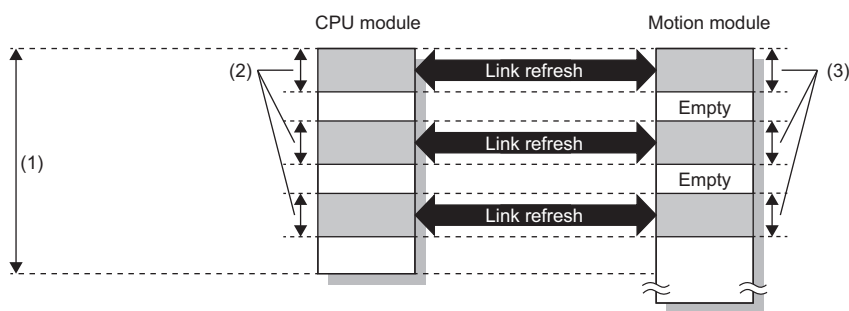 CPU module
Motion module
(2)
Link refresh
(3)
Empty
(1)
Link refresh
Empty
Link refresh